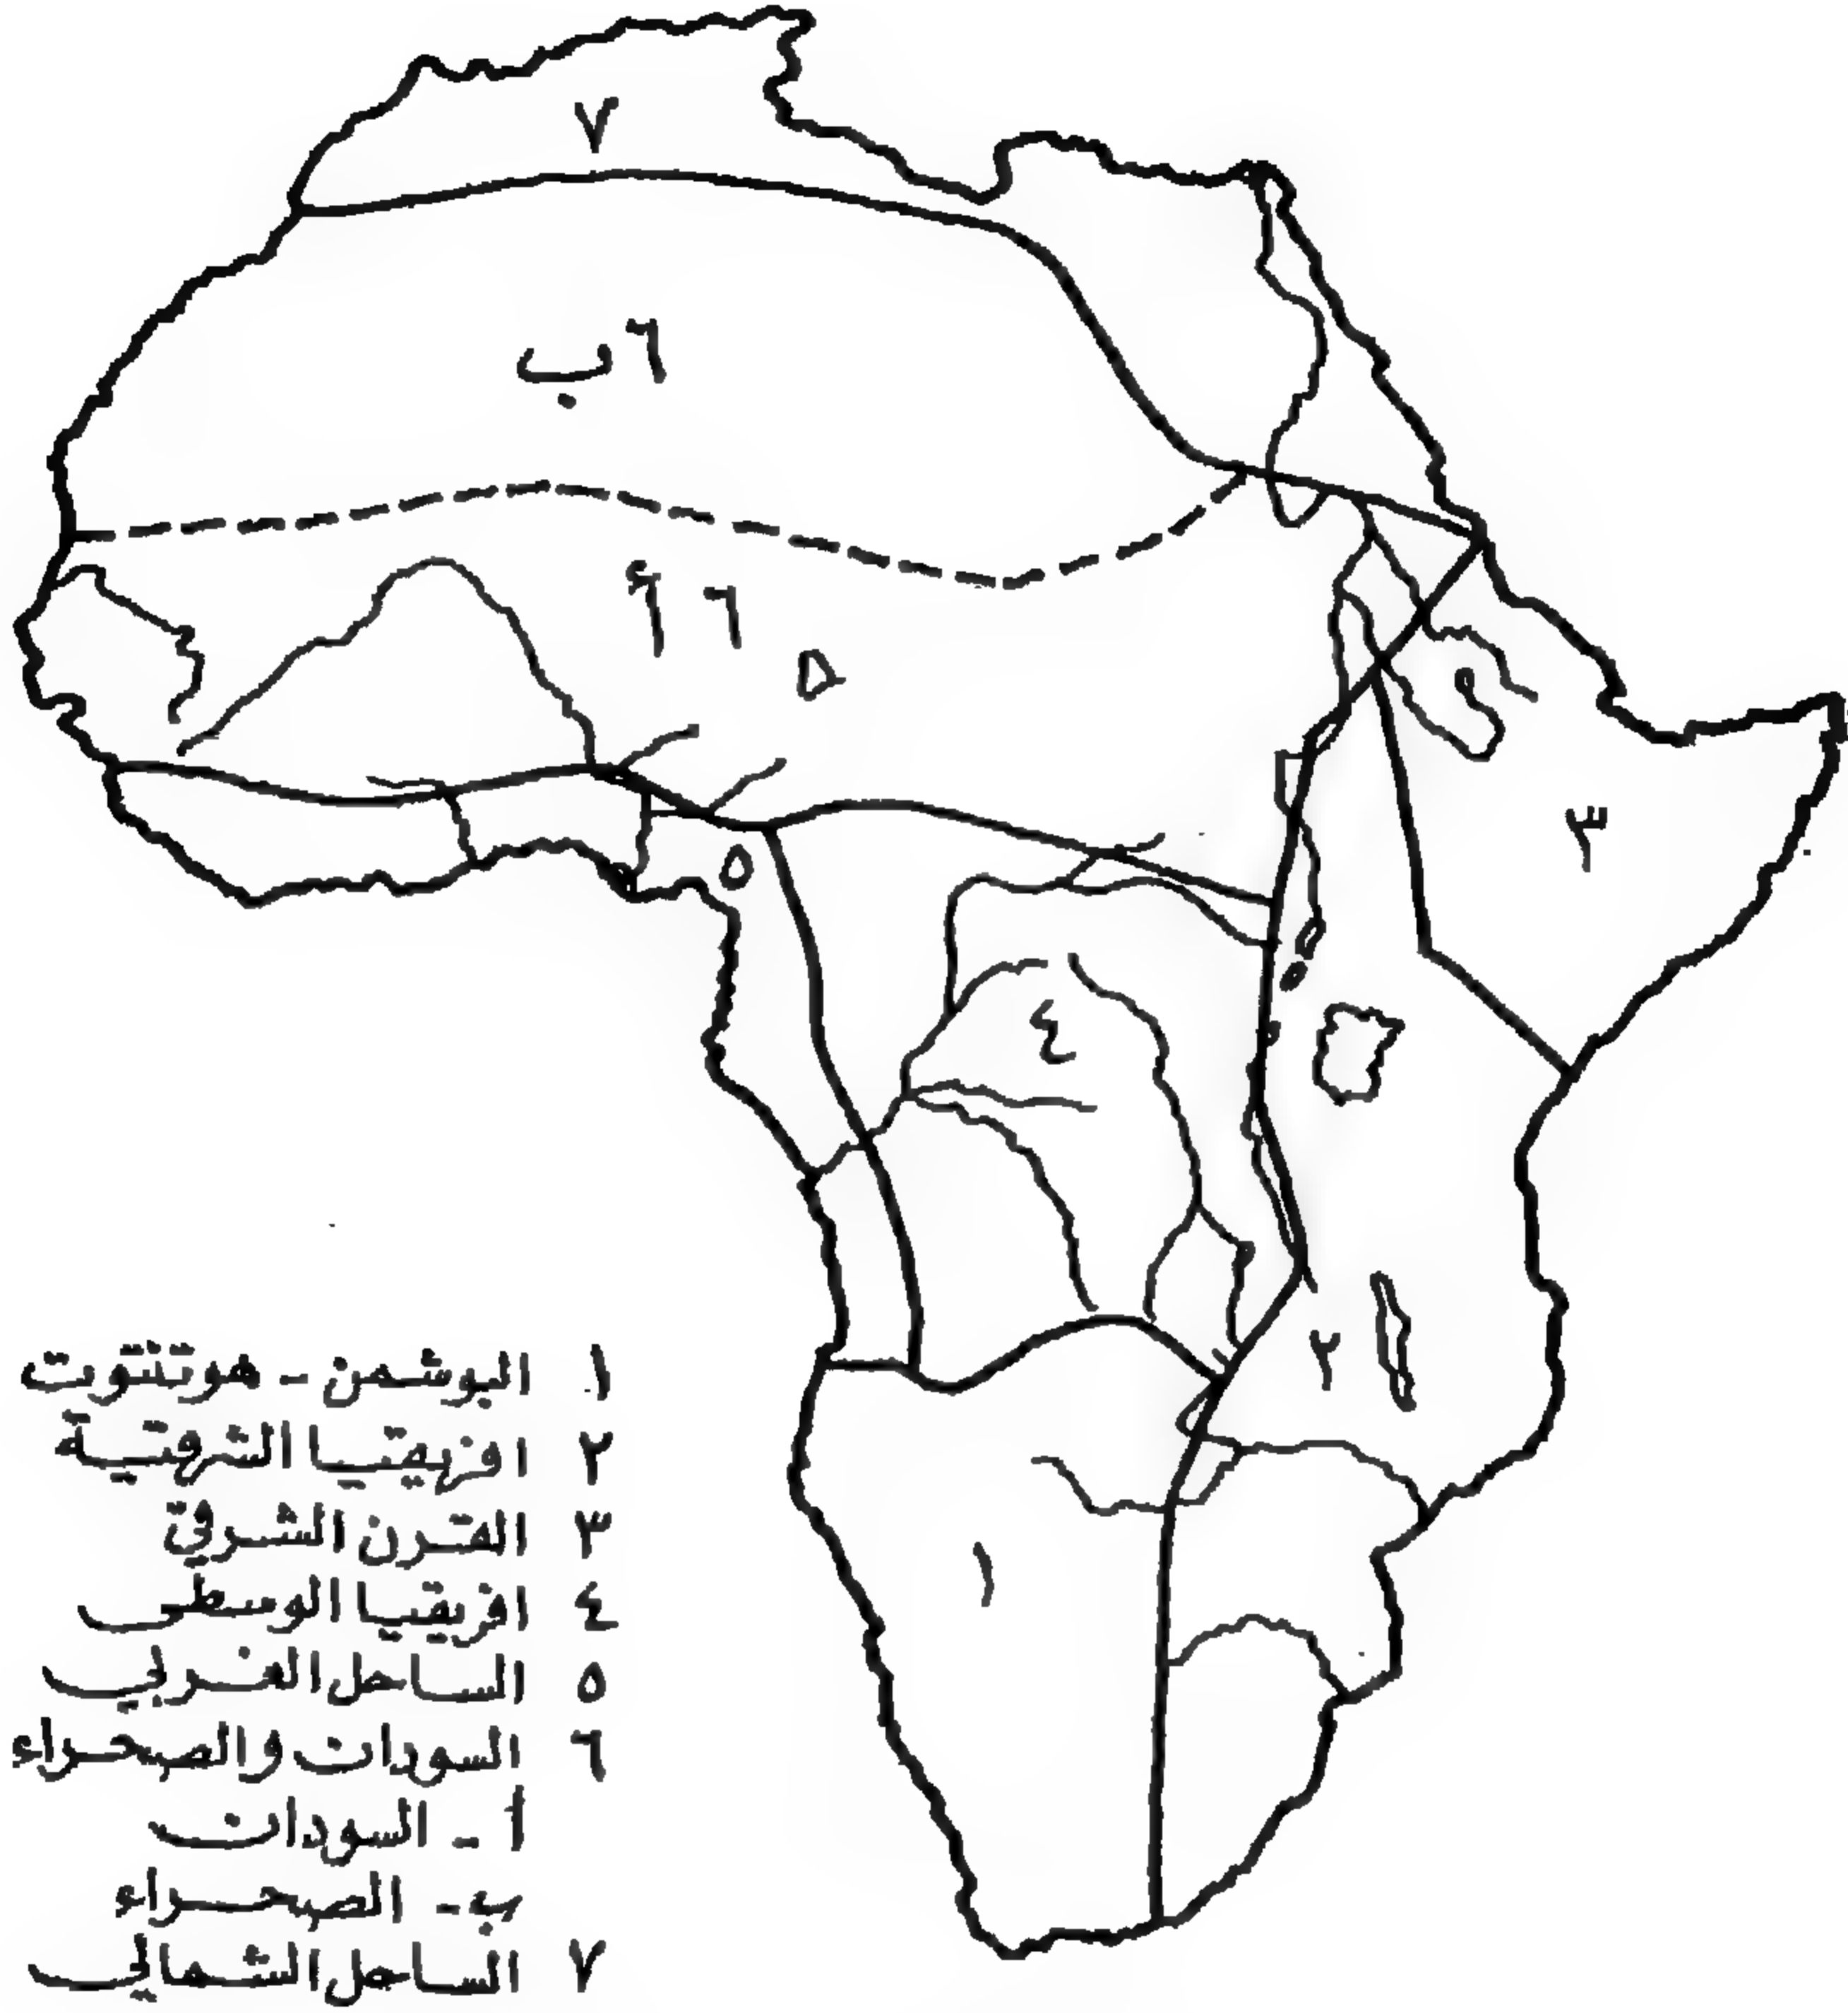 ٧
٦ ب
٦ أ
٥
٣
٥
٤
٢
١
١ البوشمن - هوتنتوت
٢ افريقيا الشرقية
٣ القرن الشرقي
٤ افريقيا الوسطى
٥ الساحل الغربي
٦ السودان والصحراء
أ - السودان
ب - الصحراء
٧ الساحل الشمالي